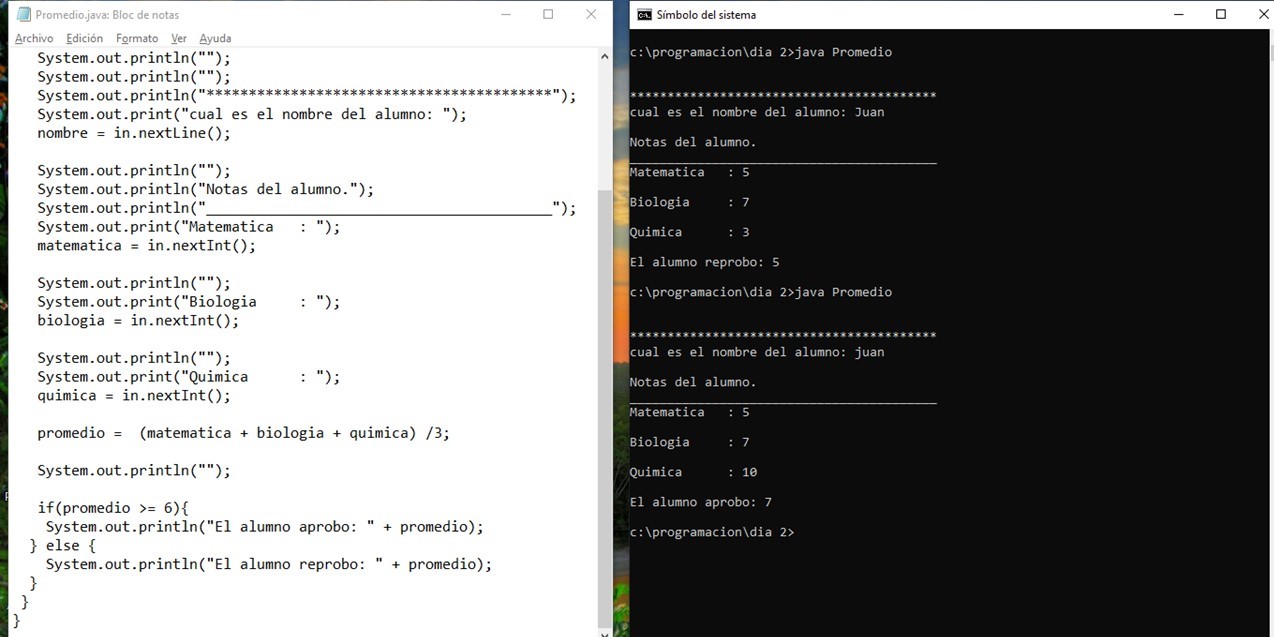 Promedio.java: Bloc de notas
Archivo Edición Formato Ver Ayuda
System.out.println("");
System.out.println("");
System.out.println("*****************************************");
System.out.print("cual es el nombre del alumno: ");
nombre = in.nextLine();
System.out.println("");
System.out.println("Notas del alumno.");
System.out.println("_________________________________________");
System.out.print("Matematica   : ");
matematica = in.nextInt();
System.out.println("");
System.out.print("Biologia     : ");
biologia = in.nextInt();
System.out.println("");
System.out.print("Quimica      : ");
quimica = in.nextInt();
promedio =  (matematica + biologia + quimica) /3;
System.out.println("");
if(promedio >= 6){
System.out.println("El alumno aprobo: " + promedio);
} else {
System.out.println("El alumno reprobo: " + promedio);
}
}
}
Símbolo del sistema
c:\programacion\dia 2>java Promedio
*****************************************
cual es el nombre del alumno: Juan
Notas del alumno.
_________________________________________
Matematica   : 5
Biologia     : 7
Quimica      : 3
El alumno reprobo: 5
c:\programacion\dia 2>java Promedio
*****************************************
cual es el nombre del alumno: juan
Notas del alumno.
_________________________________________
Matematica   : 5
Biologia     : 7
Quimica      : 10
El alumno aprobo: 7
c:\programacion\dia 2>